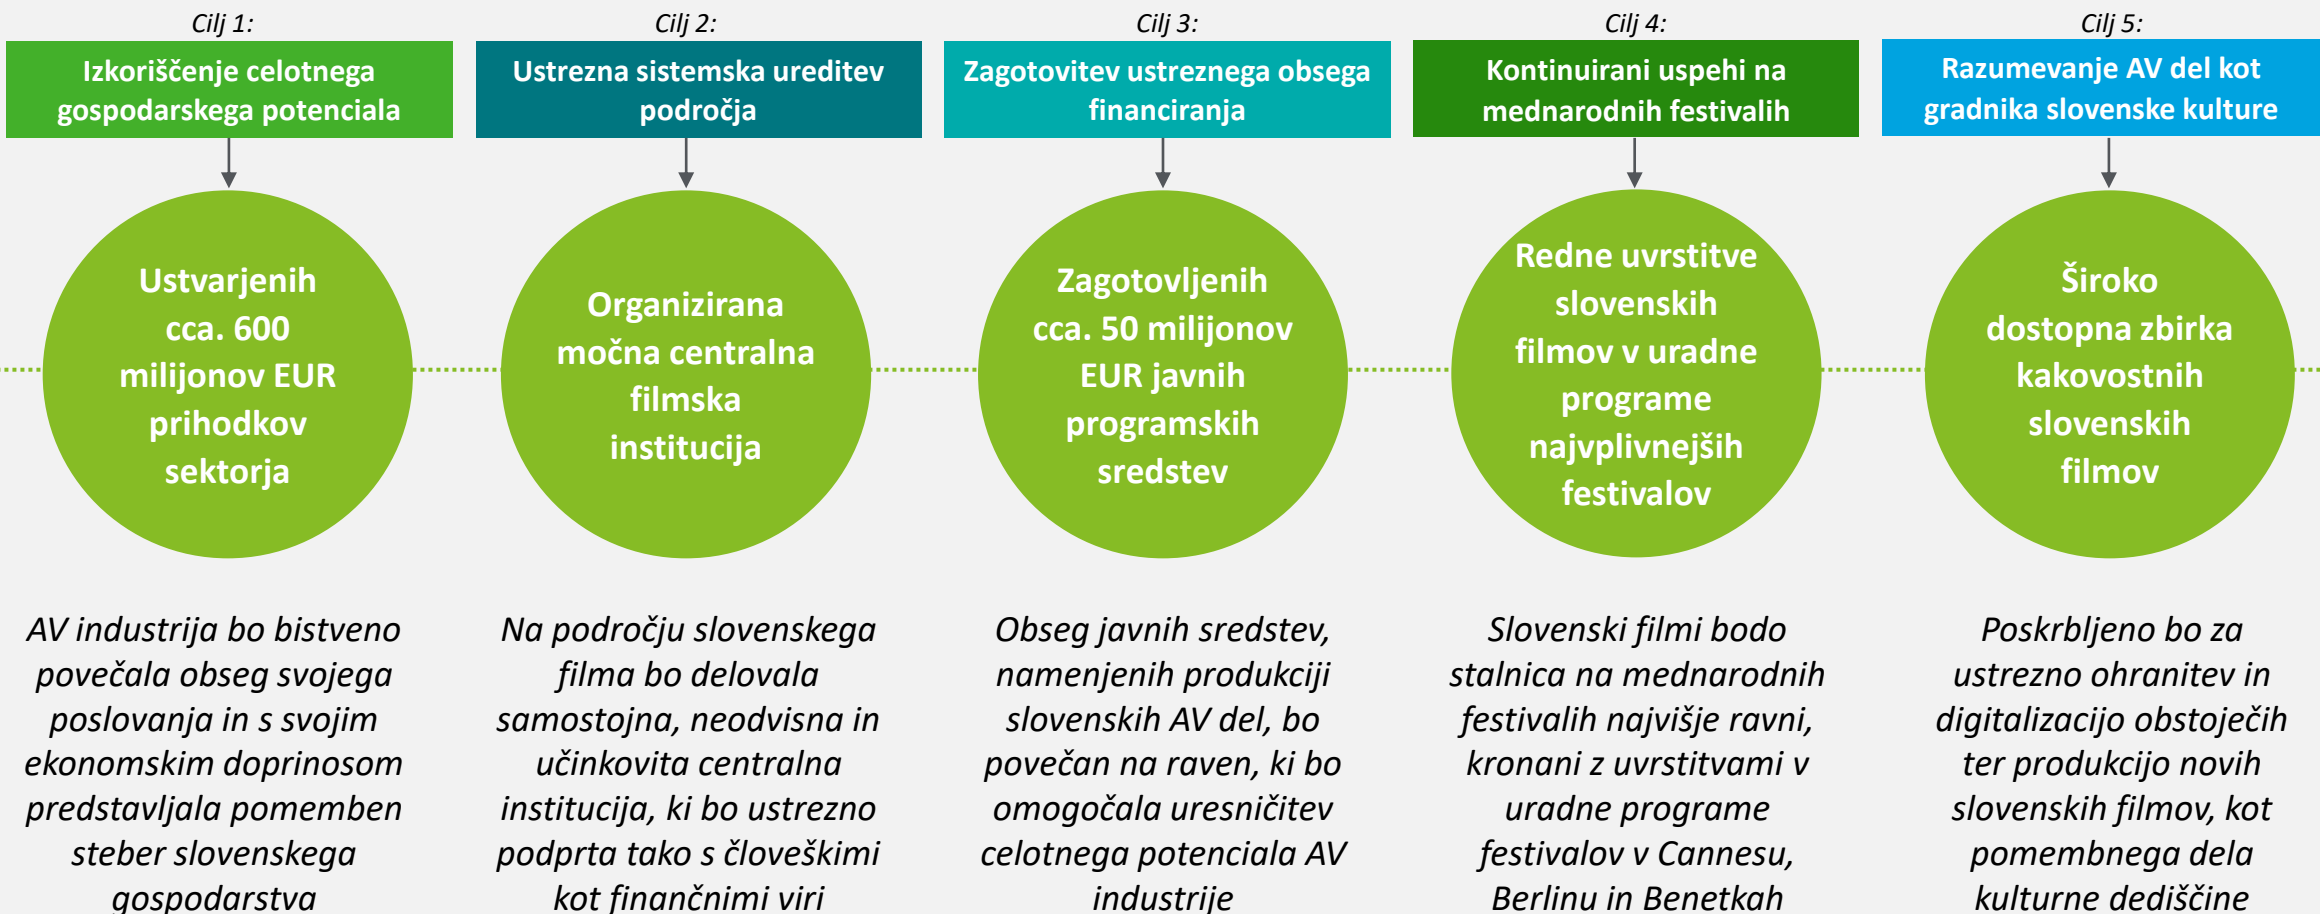 Cilj 1:
Izkoriščenje celotnega
gospodarskega potenciala
Ustvarjenih
cca. 600
milijonov EUR
prihodkov
sektorja
AV industrija bo bistveno
povečala obseg svojega
poslovanja in s svojim
ekonomskim doprinosom
predstavljala pomemben
steber slovenskega
gospodarstva
Cilj 2:
Ustrezna sistemska ureditev
področja
Organizirana
močna centralna
filmska
institucija
Na področju slovenskega
filma bo delovala
samostojna, neodvisna in
učinkovita centralna
institucija, ki bo ustrezno
podprta tako s človeškimi
kot finančnimi viri
Cilj 3:
Zagotovitev ustreznega obsega
financiranja
Zagotovljenih
cca. 50 milijonov
EUR javnih
programskih
sredstev
Obseg javnih sredstev,
namenjenih produkciji
slovenskih AV del, bo
povečan na raven, ki bo
omogočala uresničitev
celotnega potenciala AV
industrije
Cilj 4:
Kontinuirani uspehi na
mednarodnih festivalih
Redne uvrstitve
slovenskih
filmov v uradne
programe
najvplivnejših
festivalov
Slovenski filmi bodo
stalnica na mednarodnih
festivalih najvišje ravni,
kronani z uvrstitvami v
uradne programe
festivalov v Cannesu,
Berlinu in Benetkah
Cilj 5:
Razumevanje AV del kot
gradnika slovenske kulture
Široko
dostopna zbirka
kakovostnih
slovenskih
filmov
Poskrbljeno bo za
ustrezno ohranitev in
digitalizacijo obstoječih
ter produkcijo novih
slovenskih filmov, kot
pomembnega dela
kulturne dediščine